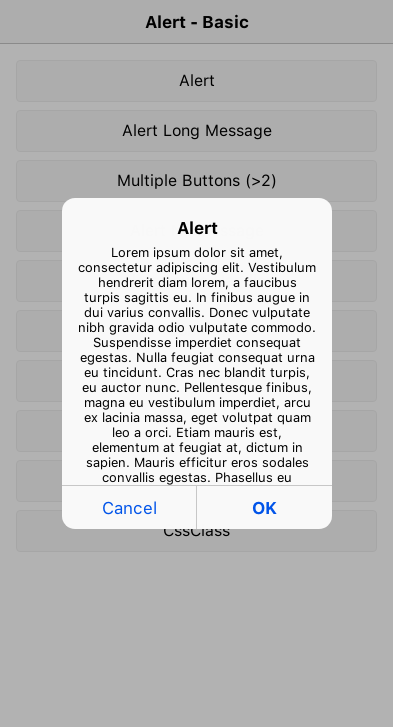 Alert - Basic
Alert
Alert Long Message
Multiple Buttons (>2)
Alert
Lorem ipsum dolor sit amet,
consectetur adipiscing elit. Vestibulum
hendrerit diam lorem, a faucibus
turpis sagittis eu. In finibus augue in
dui varius convallis. Donec vulputate
nibh gravida odio vulputate commodo.
Suspendisse imperdiet consequat
egestas. Nulla feugiat consequat urna
eu tincidunt. Cras nec blandit turpis,
eu auctor nunc. Pellentesque finibus,
magna eu vestibulum imperdiet, arcu
ex lacinia massa, eget volutpat quam
leo a orci. Etiam mauris est,
elementum at feugiat at, dictum in
sapien. Mauris efficitur eros sodales
convallis egestas. Phasellus eu
Cancel
OK
CssClass